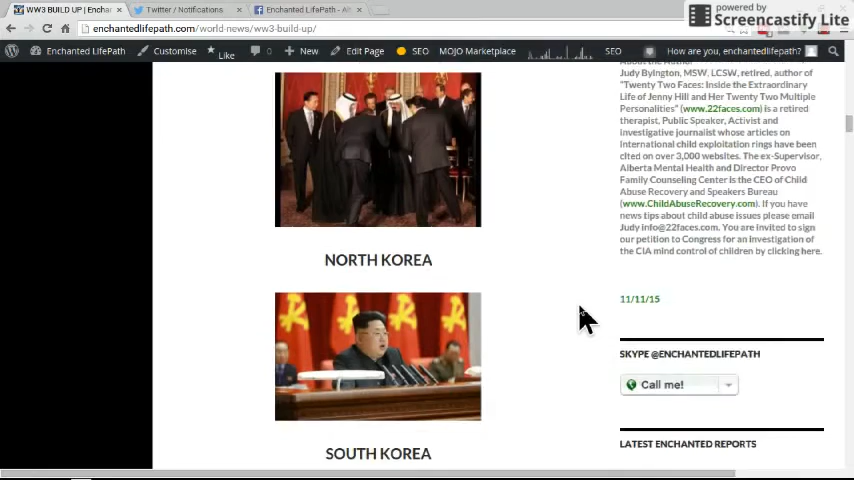 powered by
Screencastify Lite
WW3 BUILD UP | Enchan
Twitter / Notifications
Facebook
enchantedlifepath.com/world-news/ww3-build-up/
Enchanted LifePath
Customise
Like
0
New
Edit Page
SEO
MOJO Marketplace
SEO
How are you, enchantedlifepath?
About the Author
Judy Byington, MSW, LCSW, retired, author of
"Twenty Two Faces: Inside the Extraordinary
Life of Jenny Hill and Her Twenty Two Multiple
Personalities" (www.22faces.com) is a retired
therapist, Public Speaker, Activist and
investigative journalist whose articles on
International child exploitation rings have been
cited on over 3,000 websites. The ex-Supervisor,
Alberta Mental Health and Director Provo
Family Counseling Center is the CEO of Child
Abuse Recovery and Speakers Bureau
(www.ChildAbuseRecovery.com). If you have
news tips about child abuse issues please email
Judy info@22faces.com. You are invited to sign
our petition to Congress for an investigation of
the CIA mind control of children by clicking here.
NORTH KOREA
11/11/15
SKYPE @ENCHANTEDLIFEPATH
Call me!
LATEST ENCHANTED REPORTS
SOUTH KOREA